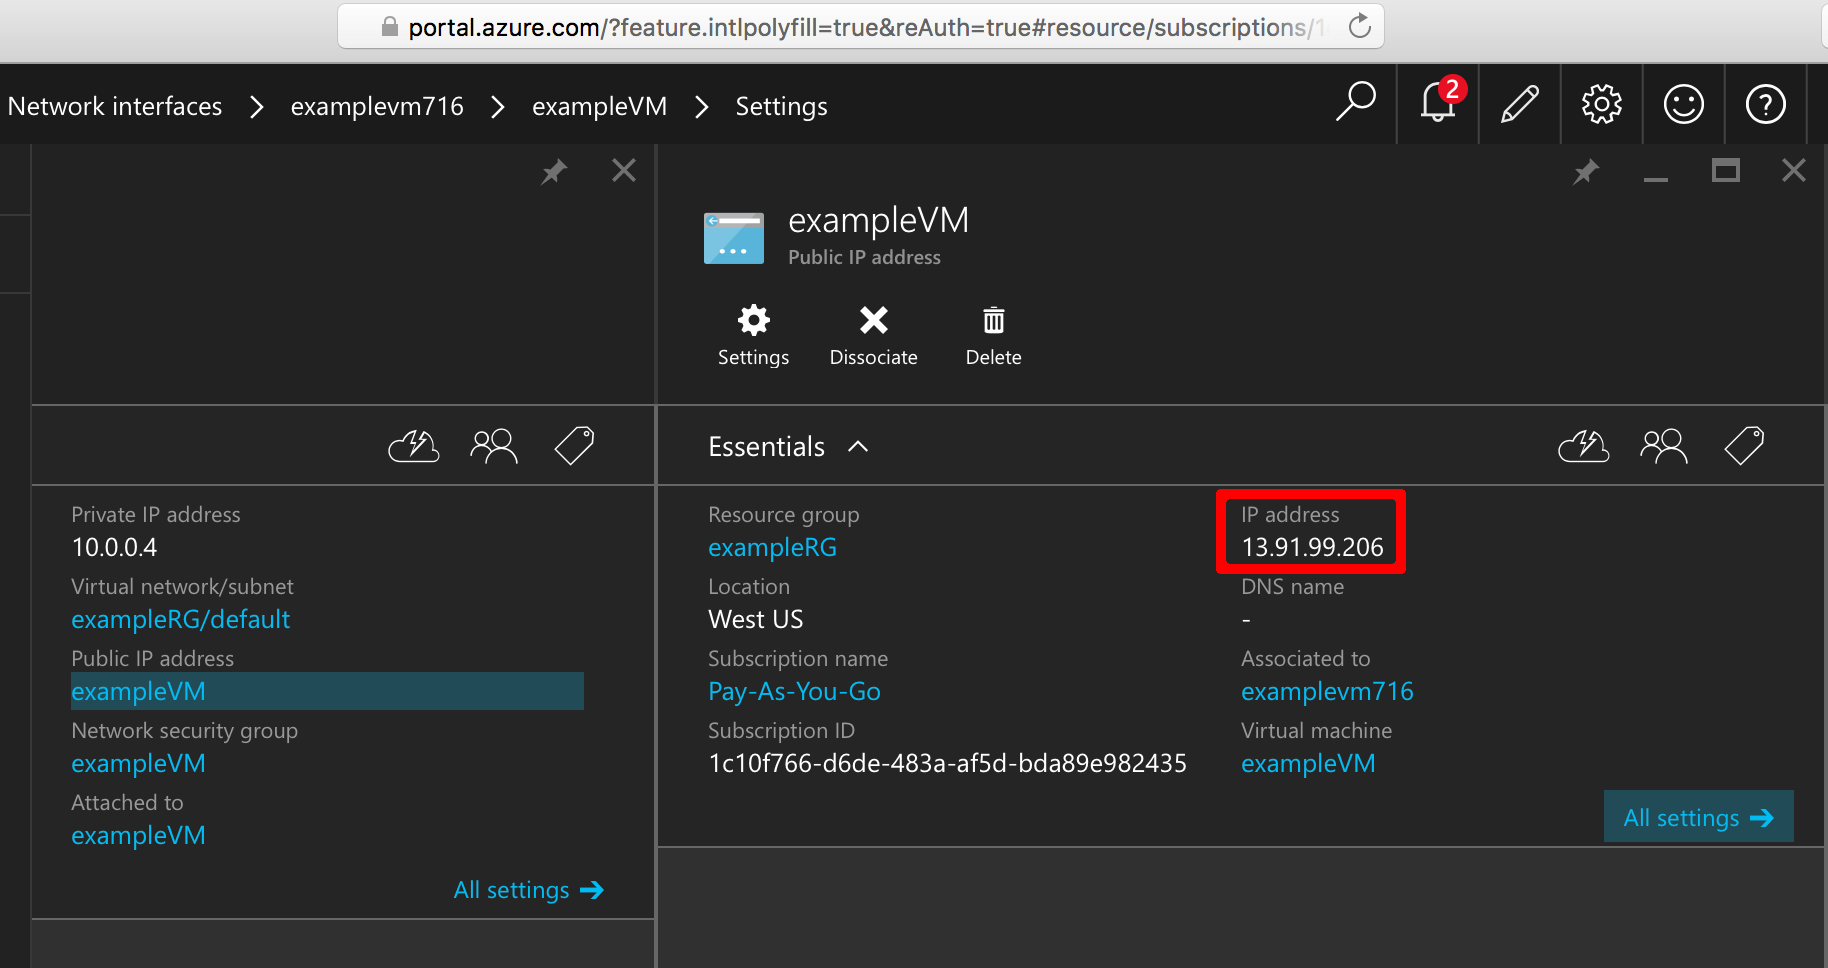 portal.azure.com/?feature.intlpolyfill=true&reAuth=true#resource/subscriptions/1
Network interfaces > examplevm716 > exampleVM > Settings
2
exampleVM
Public IP address
Settings
Dissociate
Delete
Private IP address
10.0.0.4
Virtual network/subnet
exampleRG/default
Public IP address
exampleVM
Network security group
exampleVM
Attached to
exampleVM
All settings
Essentials
Resource group
exampleRG
Location
West US
Subscription name
Pay-As-You-Go
Subscription ID
1c10f766-d6de-483a-af5d-bda89e982435
IP address
13.91.99.206
DNS name
-
Associated to
examplevm716
Virtual machine
exampleVM
All settings